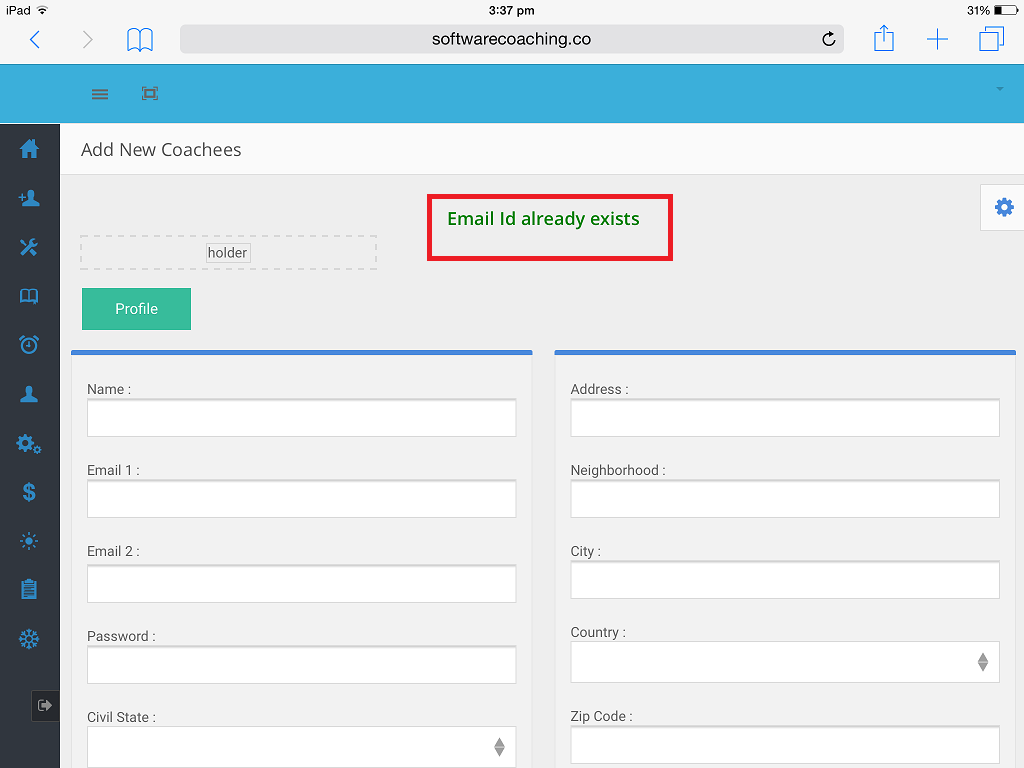 iPad 3:37 pm 31%
softwarecoaching.co
Add New Coachees
Email Id already exists
holder
Profile
Name :
Email 1 :
Email 2 :
Password :
Civil State :
Address :
Neighborhood :
City :
Country :
Zip Code :